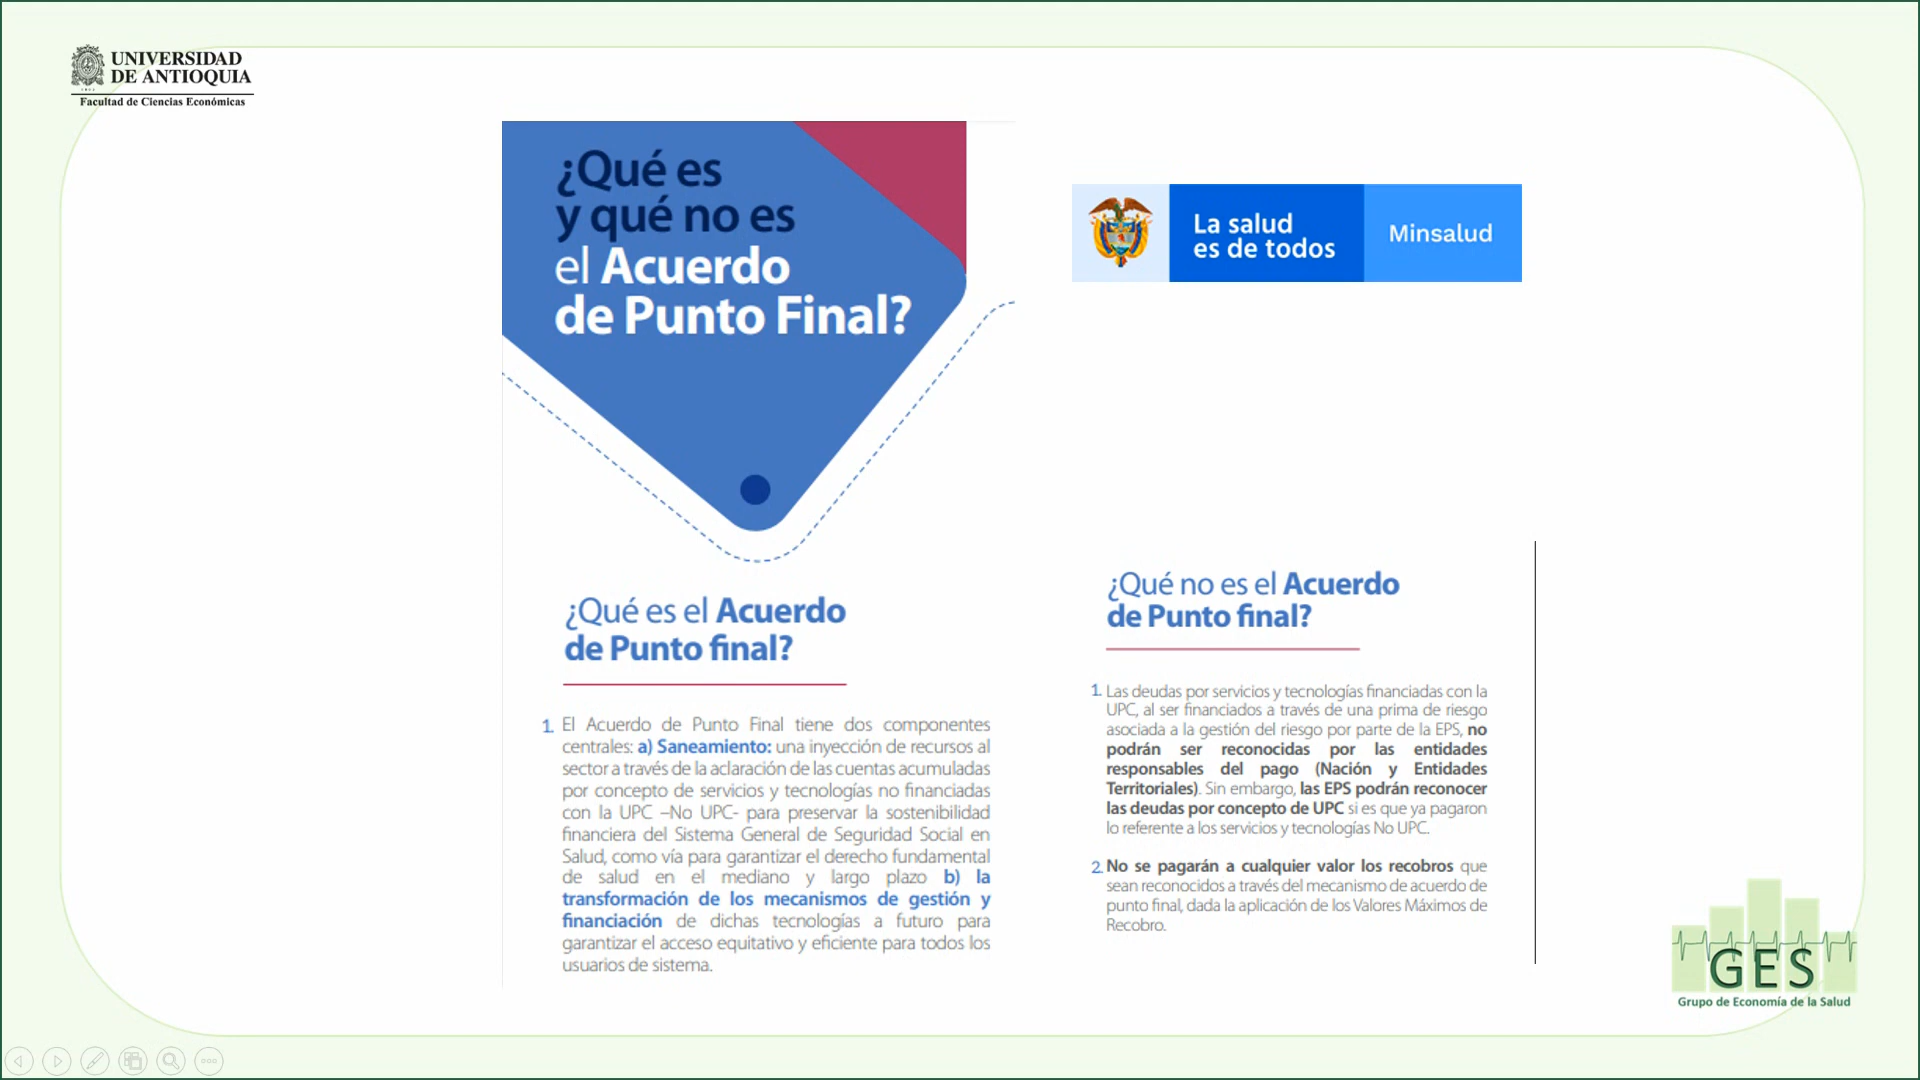 UNIVERSIDAD
DE ANTIOQUIA
Facultad de Ciencias Económicas
¿Qué es
y qué no es
el Acuerdo
de Punto Final?
La salud
es de todos
Minsalud
¿Qué es el Acuerdo
de Punto final?
1. El Acuerdo de Punto Final tiene dos componentes
centrales: a) Saneamiento: una inyección de recursos al
sector a través de la aclaración de las cuentas acumuladas
por concepto de servicios y tecnologías no financiadas
con la UPC –No UPC- para preservar la sostenibilidad
financiera del Sistema General de Seguridad Social en
Salud, como vía para garantizar el derecho fundamental
de salud en el mediano y largo plazo b) la
transformación de los mecanismos de gestión y
financiación de dichas tecnologías a futuro para
garantizar el acceso equitativo y eficiente para todos los
usuarios de sistema.
¿Qué no es el Acuerdo
de Punto final?
1. Las deudas por servicios y tecnologías financiadas con la
UPC, al ser financiados a través de una prima de riesgo
asociada a la gestión del riesgo por parte de la EPS, no
podrán ser reconocidas por las entidades
responsables del pago (Nación y Entidades
Territoriales). Sin embargo, las EPS podrán reconocer
las deudas por concepto de UPC si es que ya pagaron
lo referente a los servicios y tecnologías No UPC.
2. No se pagarán a cualquier valor los recobros que
sean reconocidos a través del mecanismo de acuerdo de
punto final, dada la aplicación de los Valores Máximos de
Recobro.
GES
Grupo de Economía de la Salud